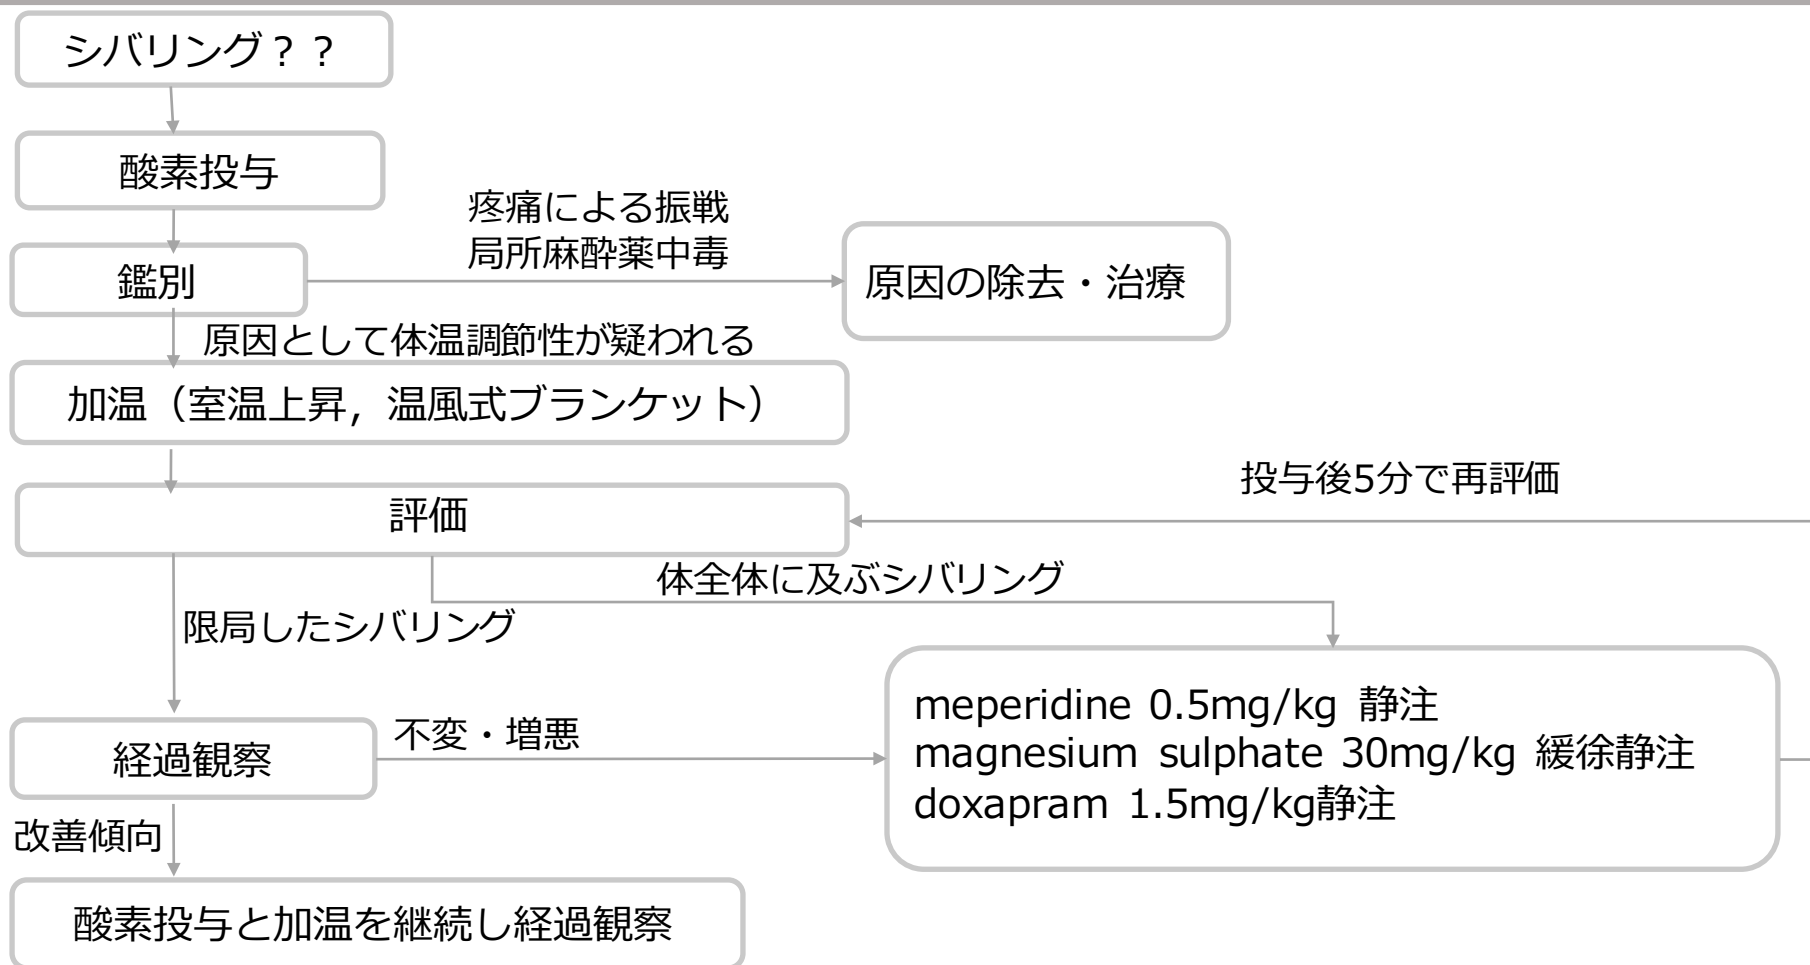 シバリング？？
酸素投与
疼痛による振戦
局所麻酔薬中毒
鑑別
原因の除去・治療
原因として体温調節性が疑われる
加温（室温上昇，温風式ブランケット）
投与後5分で再評価
評価
体全体に及ぶシバリング
限局したシバリング
meperidine 0.5mg/kg 静注
magnesium sulphate 30mg/kg 緩徐静注
doxapram 1.5mg/kg静注
不変・増悪
経過観察
改善傾向
酸素投与と加温を継続し経過観察